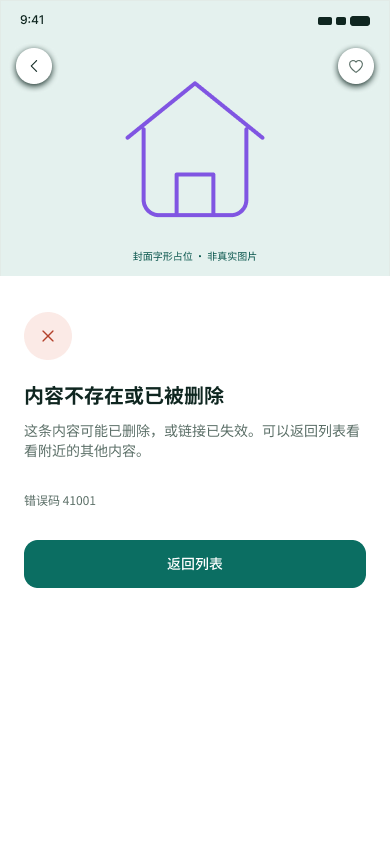 9:41
封面字形占位 · 非真实图片
内容不存在或已被删除
这条内容可能已删除，或链接已失效。可以返回列表看
看附近的其他内容。
错误码 41001
返回列表